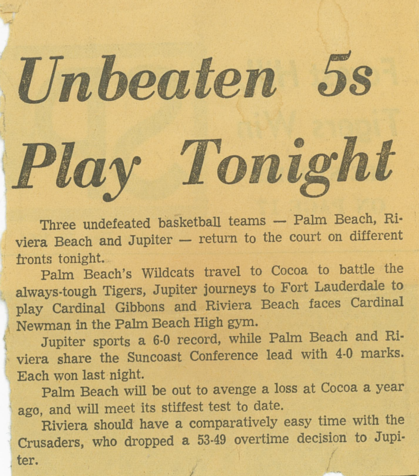 Unbeaten 5s
Play Tonight
Three undefeated basketball teams — Palm Beach, Ri-
viera Beach and Jupiter — return to the court on different
fronts tonight.
Palm Beach's Wildcats travel to Cocoa to battle the
always-tough Tigers, Jupiter journeys to Fort Lauderdale to
play Cardinal Gibbons and Riviera Beach faces Cardinal
Newman in the Palm Beach High gym.
Jupiter sports a 6-0 record, while Palm Beach and Ri-
viera share the Suncoast Conference lead with 4-0 marks.
Each won last night.
Palm Beach will be out to avenge a loss at Cocoa a year
ago, and will meet its stiffest test to date.
Riviera should have a comparatively easy time with the
Crusaders, who dropped a 53-49 overtime decision to Jupi-
ter.